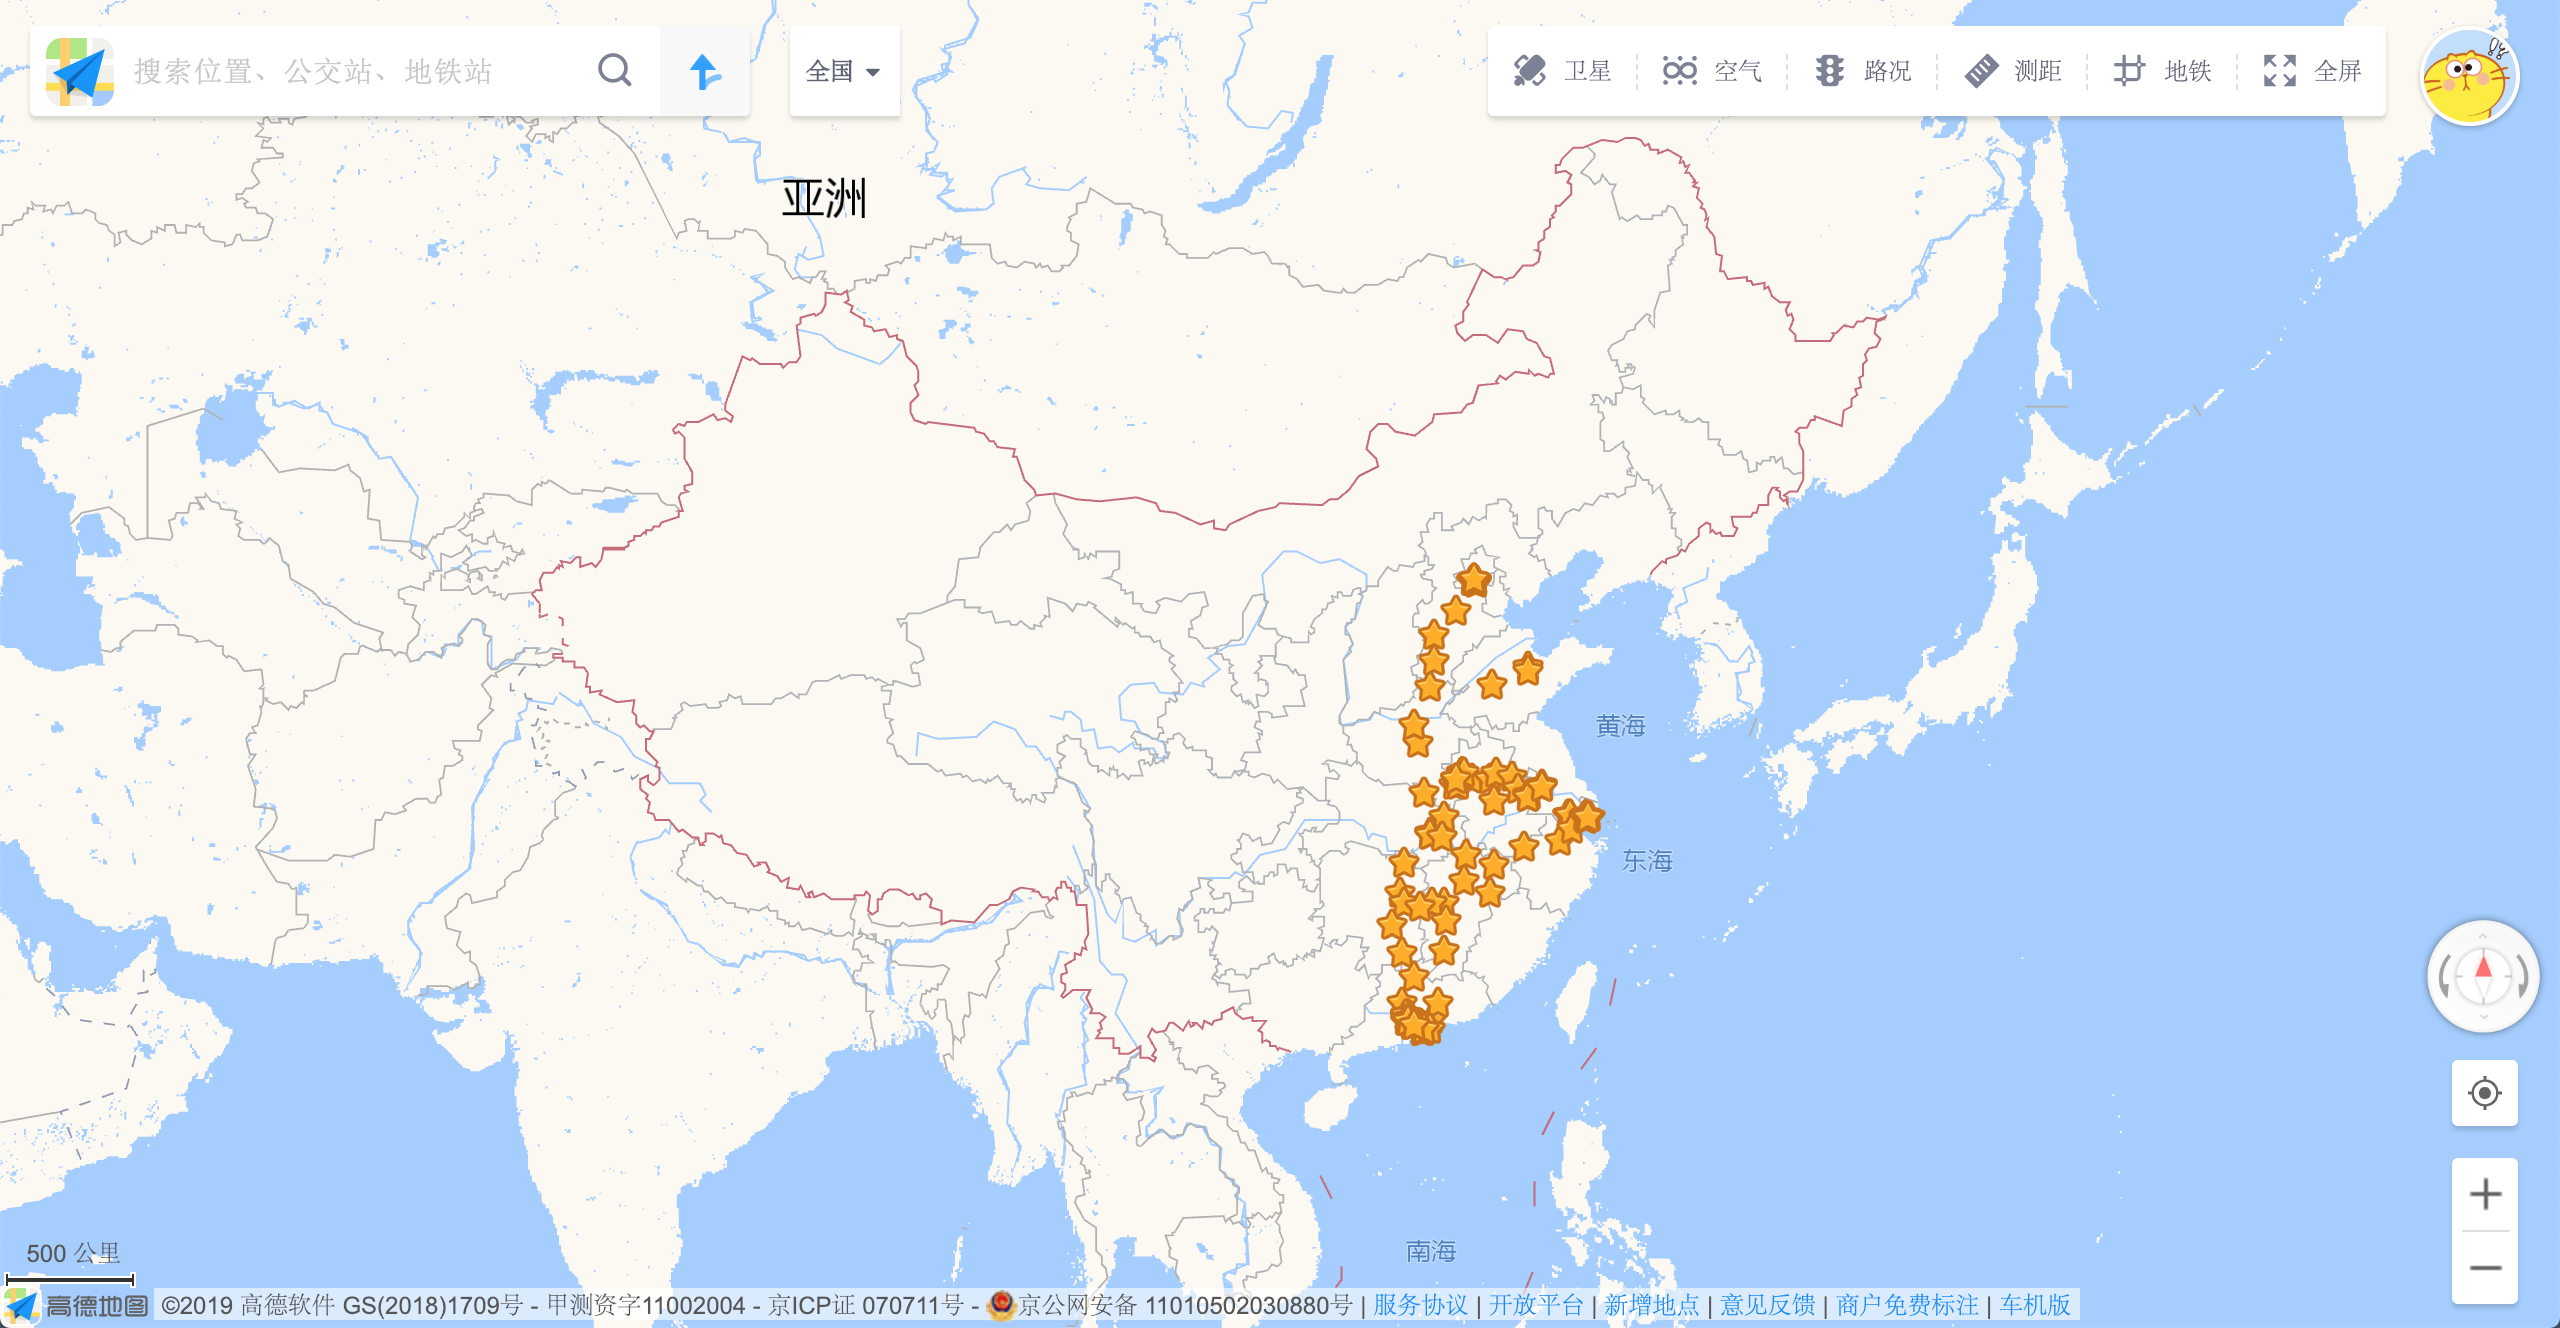 搜索位置、公交站、地铁站
全国
卫星
空气
路况
测距
地铁
全屏
亚洲
黄海
东海
南海
500 公里
高德地图 ©2019 高德软件 GS(2018)1709号 - 甲测资字11002004 - 京ICP证 070711号 - 京公网安备 11010502030880号 | 服务协议 | 开放平台 | 新增地点 | 意见反馈 | 商户免费标注 | 车机版